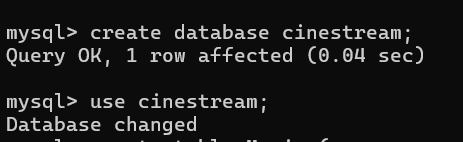 mysql> create database cinestream;
Query OK, 1 row affected (0.04 sec)
mysql> use cinestream;
Database changed